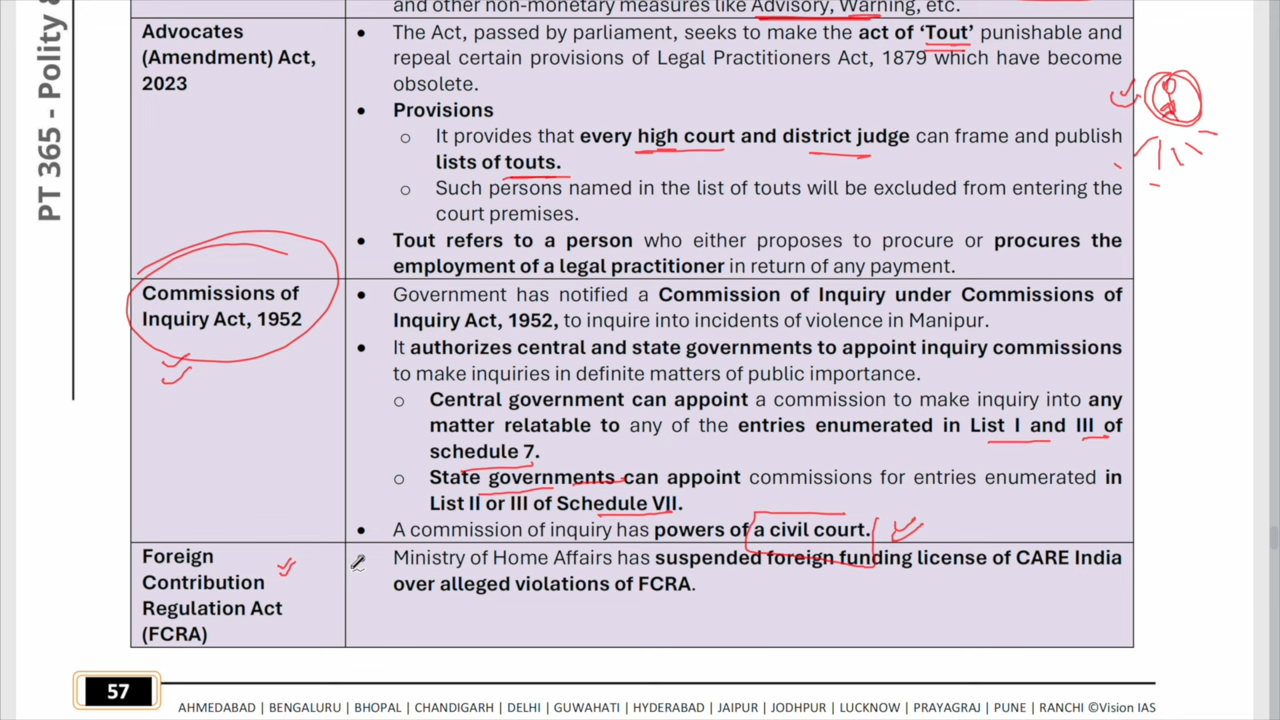 and other non-monetary measures like Advisory, Warning, etc.
PT 365 - Polity &
Advocates
(Amendment) Act,
2023
• The Act, passed by parliament, seeks to make the act of ‘Tout’ punishable and
repeal certain provisions of Legal Practitioners Act, 1879 which have become
obsolete.
• Provisions
o It provides that every high court and district judge can frame and publish
lists of touts.
o Such persons named in the list of touts will be excluded from entering the
court premises.
• Tout refers to a person who either proposes to procure or procures the
employment of a legal practitioner in return of any payment.
Commissions of
Inquiry Act, 1952
• Government has notified a Commission of Inquiry under Commissions of
Inquiry Act, 1952, to inquire into incidents of violence in Manipur.
• It authorizes central and state governments to appoint inquiry commissions
to make inquiries in definite matters of public importance.
o Central government can appoint a commission to make inquiry into any
matter relatable to any of the entries enumerated in List I and III of
schedule 7.
o State governments can appoint commissions for entries enumerated in
List II or III of Schedule VII.
• A commission of inquiry has powers of a civil court.
Foreign
Contribution
Regulation Act
(FCRA)
Ministry of Home Affairs has suspended foreign funding license of CARE India
over alleged violations of FCRA.
57
AHMEDABAD | BENGALURU | BHOPAL | CHANDIGARH | DELHI | GUWAHATI | HYDERABAD | JAIPUR | JODHPUR | LUCKNOW | PRAYAGRAJ | PUNE | RANCHI ©Vision IAS